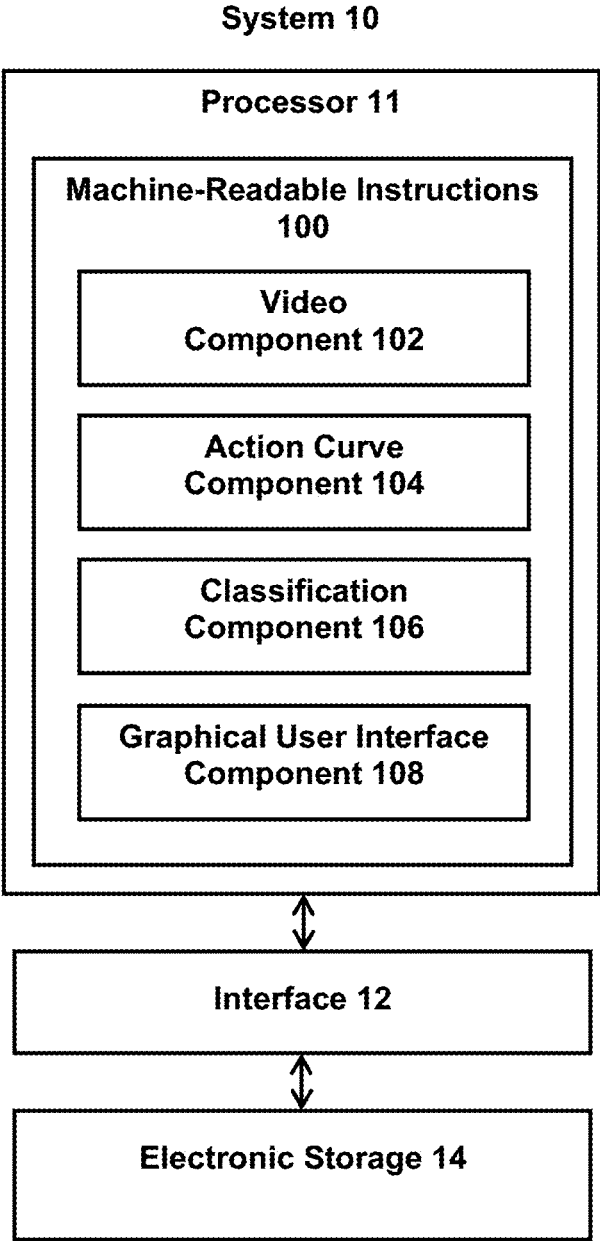 System 10
Processor 11
Machine-Readable Instructions
100
Video
Component 102
Action Curve
Component 104
Classification
Component 106
Graphical User Interface
Component 108
Interface 12
Electronic Storage 14